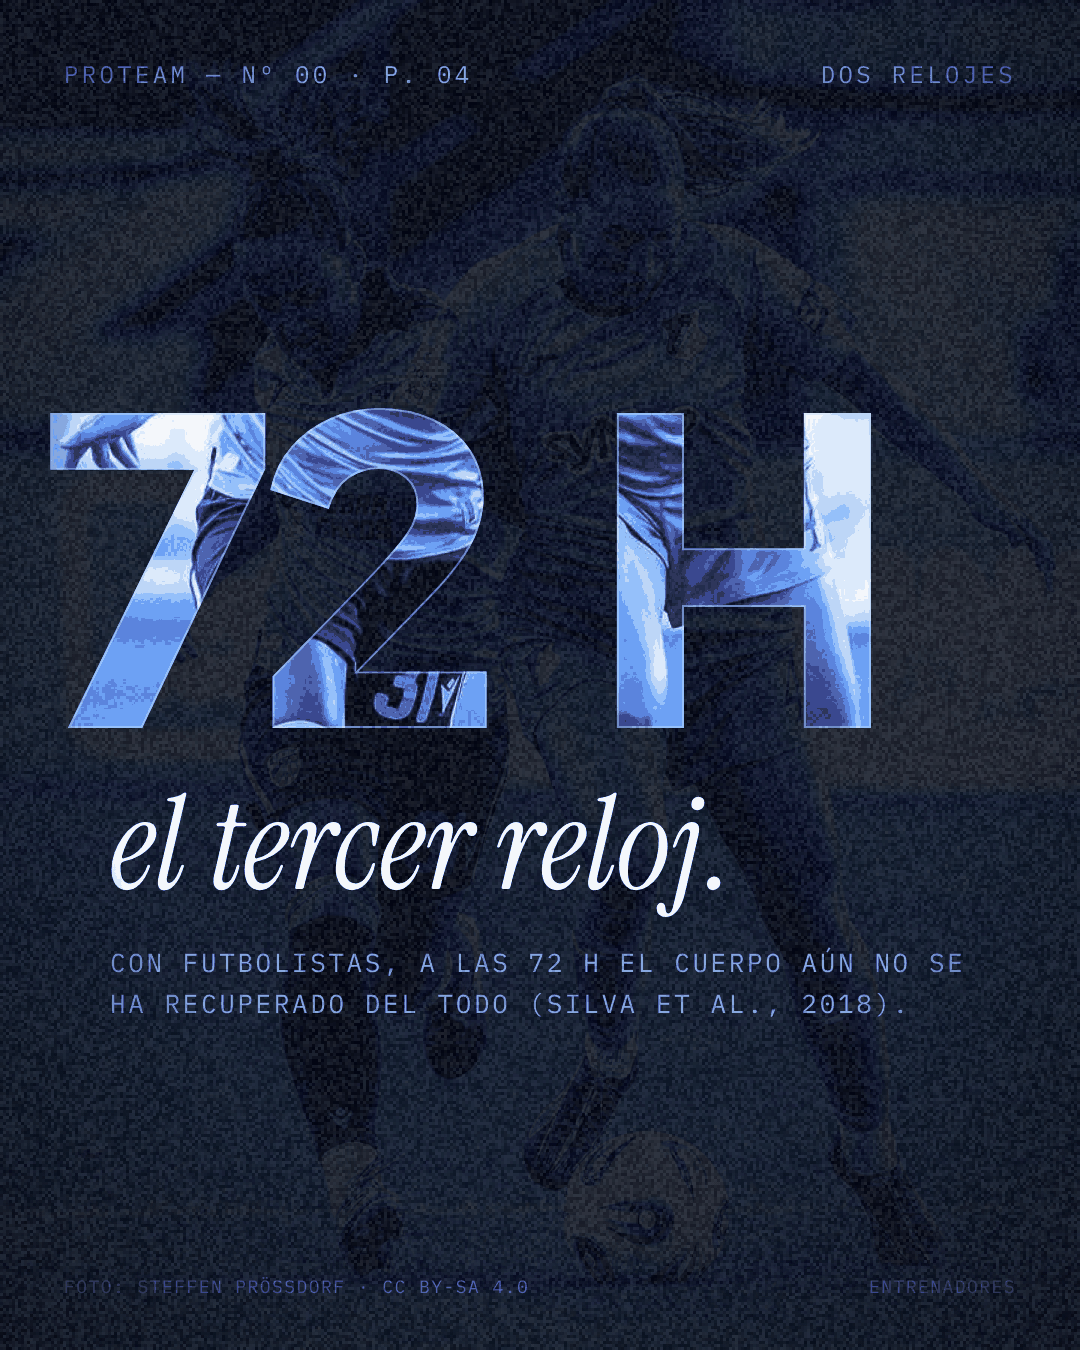 PROTEAM — Nº 00 · P. 04
DOS RELOJES
72 H
el tercer reloj.
CON FUTBOLISTAS, A LAS 72 H EL CUERPO AÚN NO SE
HA RECUPERADO DEL TODO (SILVA ET AL., 2018).
FOTO: STEFFEN PRÖSSDORF · CC BY-SA 4.0
ENTRENADORES